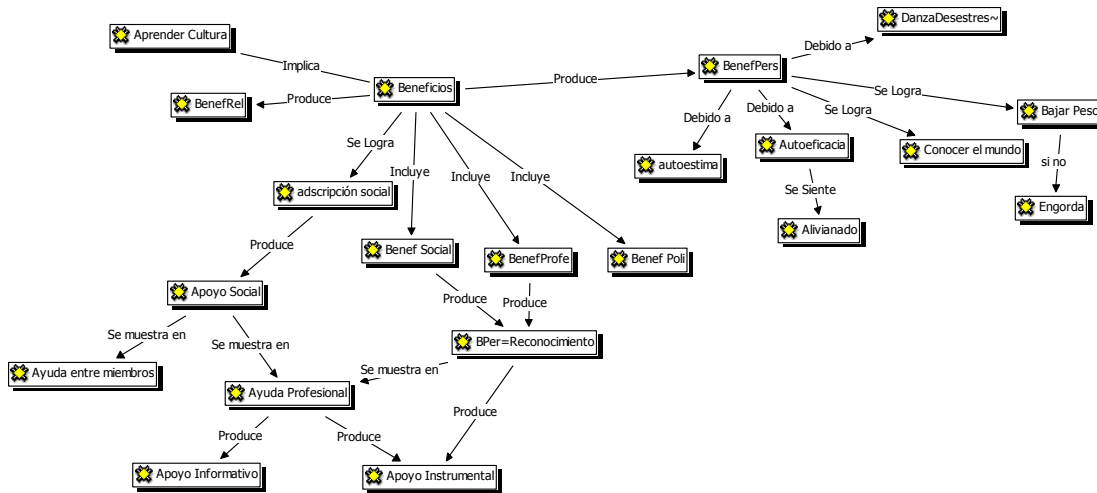 DanzaDesestres~
Aprender Cultura
Debido a
Implica
BenefPers
Beneficios
Produce
BenefRel
Produce
Se Logra
Se Logra
Bajar Peso
Debido a
Debido a
Autoeficacia
Conocer el mundo
Se Logra
autoestima
si no
Incluye
Incluye
Incluye
adscripción social
Se Siente
Engorda
Alivianado
Produce
Benef Social
BenefProfe
Benef Poli
Apoyo Social
Produce
Produce
Se muestra en
Se muestra en
BPer=Reconocimiento
Ayuda entre miembros
Se muestra en
Ayuda Profesional
Produce
Produce
Produce
Apoyo Informativo
Apoyo Instrumental